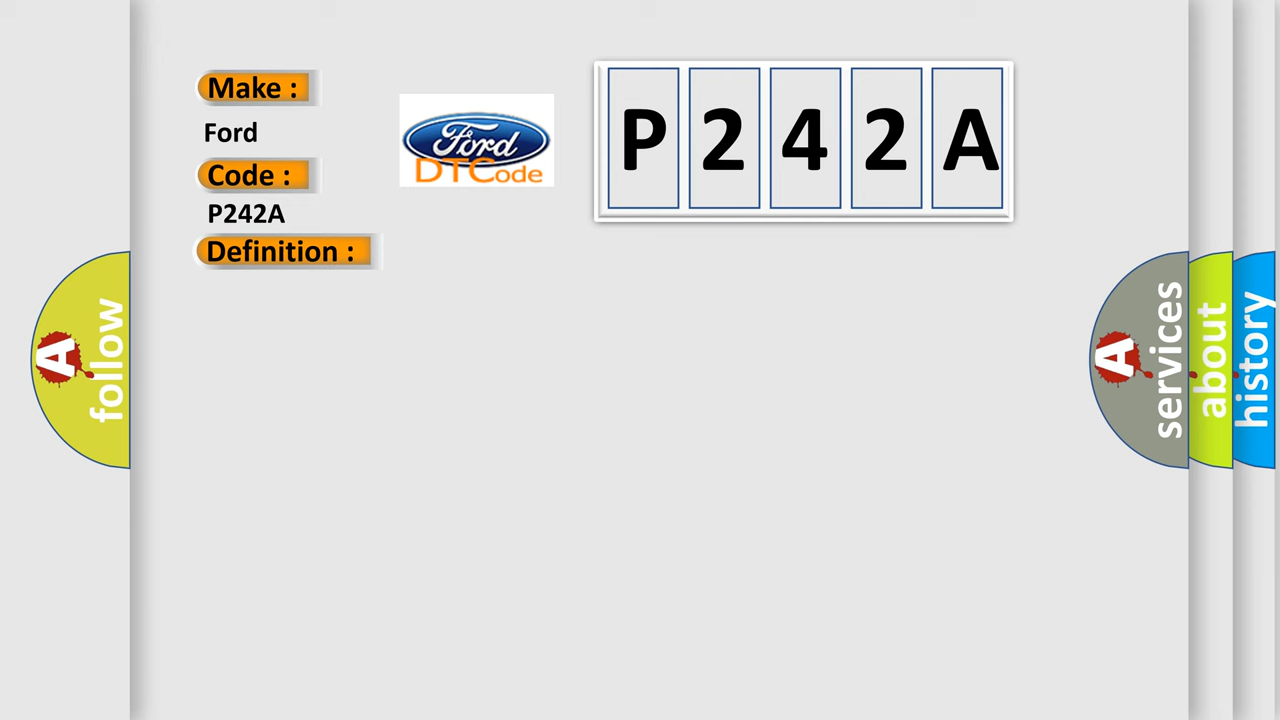 Make :
Ford
Code :
P242A
Definition :
Ford
DTCode
P242A
A
follow
A
services
about
history